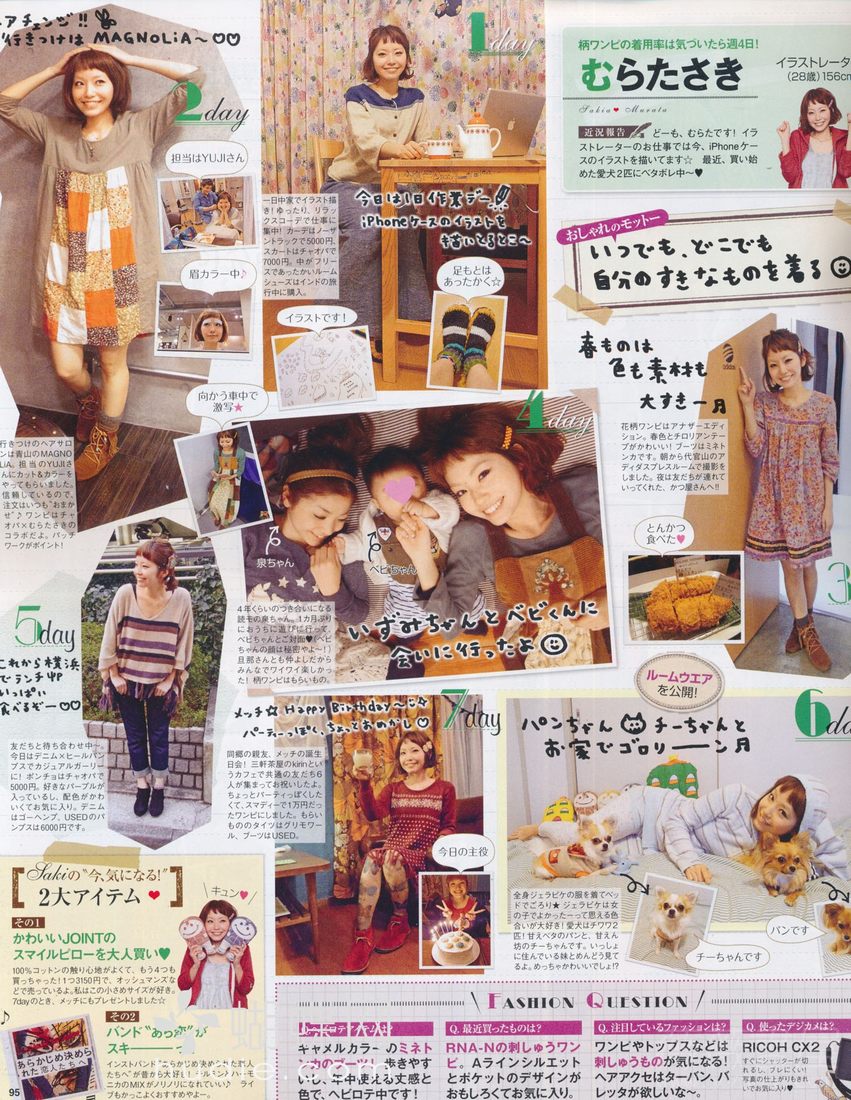 ヘアチェンジ!!
行きつけは MAGNOLiA〜♡♡
2day
担当はYUJIさん
眉カラー中♪
行きつけのヘアサロ
ンは青山のMAGNO
LIA。担当のYUJIさ
んにカット&カラーを
やってもらいました。
信頼しているので、
注文はいつも"おまか
せ"♪ ワンピはチャ
オパ×むらたさきの
コラボだよ。パッチ
ワークがポイント!
1day
一日中家でイラスト描
き! ゆったり、リラッ
クスコーデで仕事に
集中! カーデはノーザ
ントラックで5000円、
スカートはチャオパで
7000円。中がフリー
スであったかいルーム
シューズはインドの旅
行中に購入。
今日は1日作業デー!!
iPhoneケースのイラストを
描いとるとこ〜
イラストです!
足もとは
あったかく☆
柄ワンピの着用率は気づいたら週4日!
むらたさき
Sakia ♥ Murata
イラストレータ
(28歳)156cm
近況報告
どーも、むらたです! イラ
ストレーターのお仕事では今、iPhoneケー
スのイラストを描いてます☆ 最近、買い始
めた愛犬2匹にベタボレ中〜♥
おしゃれのモットー
いつでも、どこでも
自分のすきなものを着る
春ものは
色も素材も
大すきー♪
花柄ワンピはアナザーエディ
ション。春色とチロリアンテー
プがかわいい! ブーツはミネト
ンカです。朝から代官山のア
ディダスプレスルームで撮影を
しました。夜は友だちが連れて
いってくれた、かつ屋さんへ!!
とんかつ
食べた♥
3
向かう車中で
激写★
4day
泉ちゃん
ベビちゃん
4年くらいのつき合いになる
読モの泉ちゃん。1カ月ぶり
におうちに遊びに行って、
ベビちゃんとご対面♥(ベビ
ちゃんの顔は秘密やよ〜!)
旦那さんとも仲よしだから
みんなでワイワイ楽しかっ
た! 柄ワンピはもらいもの。
いずみちゃんとベビくんに
会いに行ったよ
5day
これから横浜
でランチ
いっぱい
食べるぞー♡♡
友だちと待ち合わせ中ー。
今日はデニム×ヒールパン
プスでカジュアルガーリー
に! ポンチョはチャオパで
5000円。好きなパープルが
入っているし、配色がかわ
いくてお気に入り。デニム
はゴーヘンプ、USEDのパ
ンプスは6000円です。
メッチ☆Happy Birthday〜☆
パーティーっぽく、ちょっとおめかし♡
7day
同郷の親友、メッチの誕生
日会! 三軒茶屋のkirinとい
うカフェで共通の友だち6
人が集まってお祝いしたよ。
ちょっとパーティっぽくした
くて、スマディーで1万円だっ
たワンピにしました。もらい
もののタイツはグリモワー
ル、ブーツはUSED。
今日の主役
ルームウエア
を公開!
6da
パンちゃん チーちゃんと
お家でゴロリーーン♪
全身ジェラピケの服を着てベッ
ドでごろり★ ジェラピケは女
の子でよかったーって思える色
合いが大好き! 愛犬はチワワ2
匹! 甘えベタのパンと、甘えん
坊のチーちゃんです。いっしょ
に住んでいる妹とめんどう見て
るよ。めっちゃかわいいでしょ!?
チーちゃんです
パンです
Sakiの"今、気になる!"
2大アイテム ♥
キュン♥
その1
かわいいJOINTの
スマイルピローを大人買い♥
100%コットンの触り心地がよくて、もう4つも
買っちゃった! 1つ3150円で、オッシュマンズな
どで売っているよ。私はこの小さめサイズが好き。
7dayのとき、メッチにもプレゼントしました☆
その2
バンド
スキーーつ
あらかじめ決められた
恋人たちへ
95
FASHION QUESTION
キャメルカラーのミネト
ンカのブーツ! 歩きやす
いし、年中使える丈感と
色で、ヘビロテ中です!
Q. 最近買ったものは?
RNA-Nの刺しゅうワン
ピ。Aラインシルエット
とポケットのデザインが
おもしろくてお気に入り。
Q. 注目しているファッションは?
ワンピやトップスなどは
刺しゅうものが気になる!
ヘアアクセはターバン、バ
レッタが欲しいな〜。
Q. 使ったデジカメは?
RICOH CX2
すぐにシャッターが切
れるし、ブレにくい!
写真の仕上がりもきれ
いでお気に入り♥